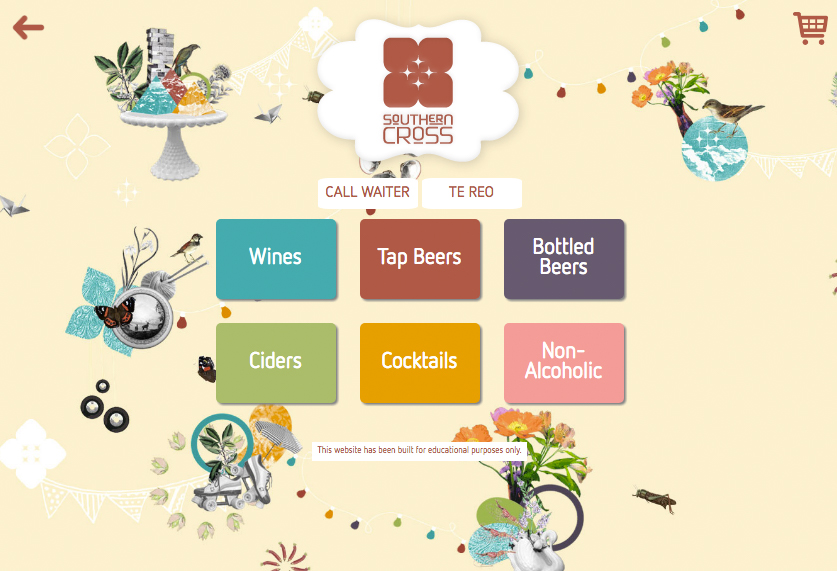 SOUTHERN
CROSS
CALL WAITER
TE REO
Wines
Tap Beers
Bottled
Beers
Ciders
Cocktails
Non-
Alcoholic
This website has been built for educational purposes only.